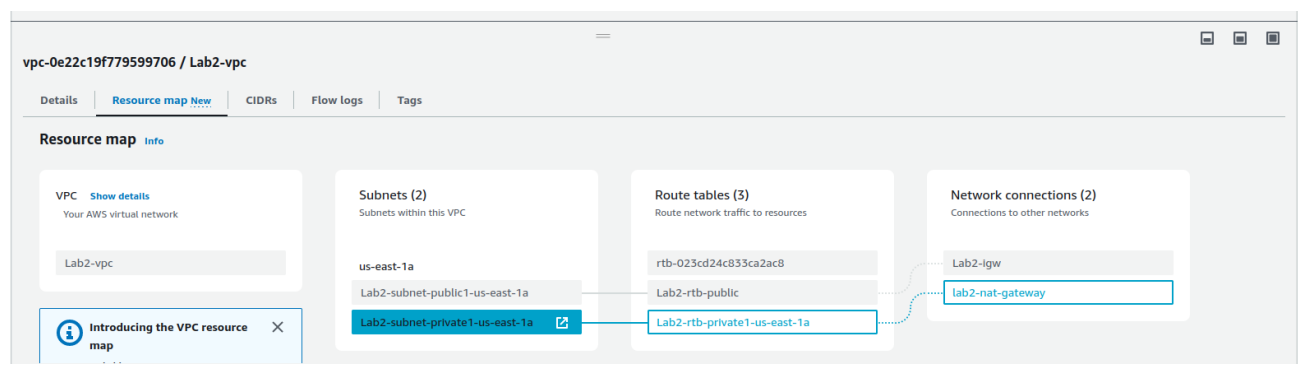 vpc-0e22c19f779599706 / Lab2-vpc
Details
Resource map New
CIDRs
Flow logs
Tags
Resource map Info
VPC Show details
Your AWS virtual network
Lab2-vpc
Introducing the VPC resource
map
Subnets (2)
Subnets within this VPC
us-east-1a
Lab2-subnet-public1-us-east-1a
Lab2-subnet-private1-us-east-1a
Route tables (3)
Route network traffic to resources
rtb-023cd24c833ca2ac8
Lab2-rtb-public
Lab2-rtb-private1-us-east-1a
Network connections (2)
Connections to other networks
Lab2-igw
lab2-nat-gateway